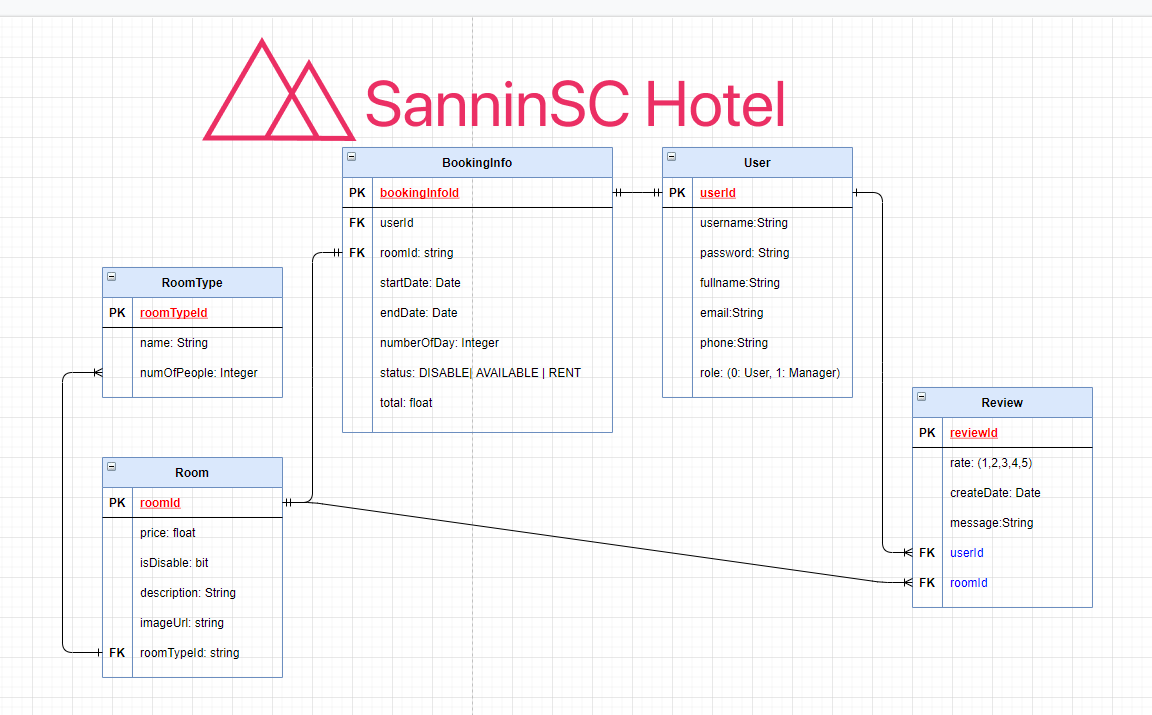 SanninSC Hotel
BookingInfo
PK bookingInfoId
FK userId
FK roomId: string
startDate: Date
endDate: Date
numberOfDay: Integer
status: DISABLE| AVAILABLE | RENT
total: float
User
PK userId
username:String
password: String
fullname:String
email:String
phone:String
role: (0: User, 1: Manager)
RoomType
PK roomTypeId
name: String
numOfPeople: Integer
Review
PK reviewId
rate: (1,2,3,4,5)
createDate: Date
message:String
FK userId
FK roomId
Room
PK roomId
price: float
isDisable: bit
description: String
imageUrl: string
FK roomTypeId: string